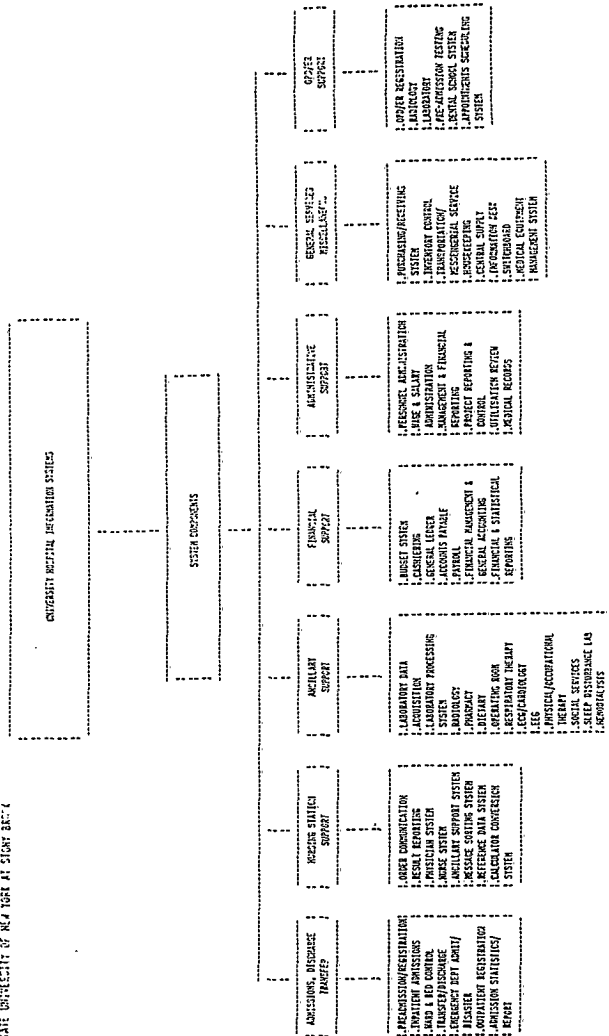 STATE UNIVERSITY OF NEW YORK AT STONY BROOK
UNIVERSITY HOSPITAL INFORMATION SYSTEMS
SYSTEM COMPONENTS
ADMISSIONS, DISCHARGE
TRANSFER
.PREADMISSION/REGISTRATION
.INPATIENT ADMISSIONS
.WARD & BED CONTROL
.TRANSFER/DISCHARGE
.EMERGENCY DEPT ADMIT/
DISASTER
.OUTPATIENT REGISTRATION
.ADMISSION STATISTICS/
REPORT
NURSING STATION
SUPPORT
.ORDER COMMUNICATION
.RESULT REPORTING
.PHYSICIAN SYSTEM
.NURSE SYSTEM
.ANCILLARY SUPPORT SYSTEM
.MESSAGE SORTING SYSTEM
.REFERENCE DATA SYSTEM
.CALCULATOR CONVERSION
SYSTEM
ANCILLARY
SUPPORT
.LABORATORY DATA
ACQUISITION
.LABORATORY PROCESSING
SYSTEM
.RADIOLOGY
.PHARMACY
.DIETARY
.OPERATING ROOM
.RESPIRATORY THERAPY
.ECG/CARDIOLOGY
.EEG
.PHYSICAL/OCCUPATIONAL
THERAPY
.SOCIAL SERVICES
.SLEEP DISTURBANCE LAB
.HEMODIALYSIS
FINANCIAL
SUPPORT
.BUDGET SYSTEM
.CASHIERING
.GENERAL LEDGER
.ACCOUNTS PAYABLE
.PAYROLL
.FINANCIAL MANAGEMENT &
GENERAL ACCOUNTING
.FINANCIAL & STATISTICAL
REPORTING
ADMINISTRATIVE
SUPPORT
.PERSONNEL ADMINISTRATION
.WAGE & SALARY
ADMINISTRATION
.MANAGEMENT & FINANCIAL
REPORTING
.PROJECT REPORTING &
CONTROL
.UTILISATION REVIEW
.MEDICAL RECORDS
GENERAL SERVICES
MISCELLANEOUS
.PURCHASING/RECEIVING
SYSTEM
.INVENTORY CONTROL
.TRANSPORTATION/
MESSENGERIAL SERVICE
.HOUSEKEEPING
.CENTRAL SUPPLY
.INFORMATION DESK
SWITCHBOARD
.MEDICAL EQUIPMENT
MANAGEMENT SYSTEM
OPD/ER
SUPPORT
.OPD/ER REGISTRATION
.RADIOLOGY
.LABORATORY
.PRE-ADMISSION TESTING
.DENTAL SCHOOL SYSTEM
.APPOINTMENTS SCHEDULING
SYSTEM